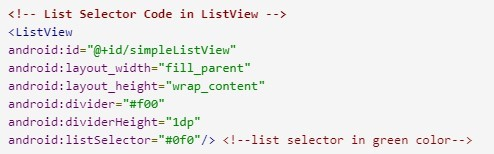 <!-- List Selector Code in ListView -->
<ListView
android:id="@+id/simpleListView"
android:layout_width="fill_parent"
android:layout_height="wrap_content"
android:divider="#f00"
android:dividerHeight="1dp"
android:listSelector="#0f0"/> <!--list selector in green color-->